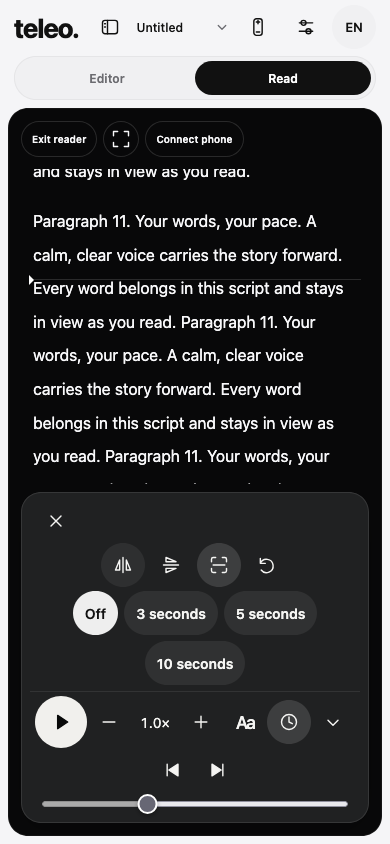 teleo.
Untitled
EN
Editor
Read
Exit reader
Connect phone
and stays in view as you read.
Paragraph 11. Your words, your pace. A
calm, clear voice carries the story forward.
Every word belongs in this script and stays
in view as you read. Paragraph 11. Your
words, your pace. A calm, clear voice
carries the story forward. Every word
belongs in this script and stays in view as
you read. Paragraph 11. Your words, your
Off
3 seconds
5 seconds
10 seconds
1.0×
Aa